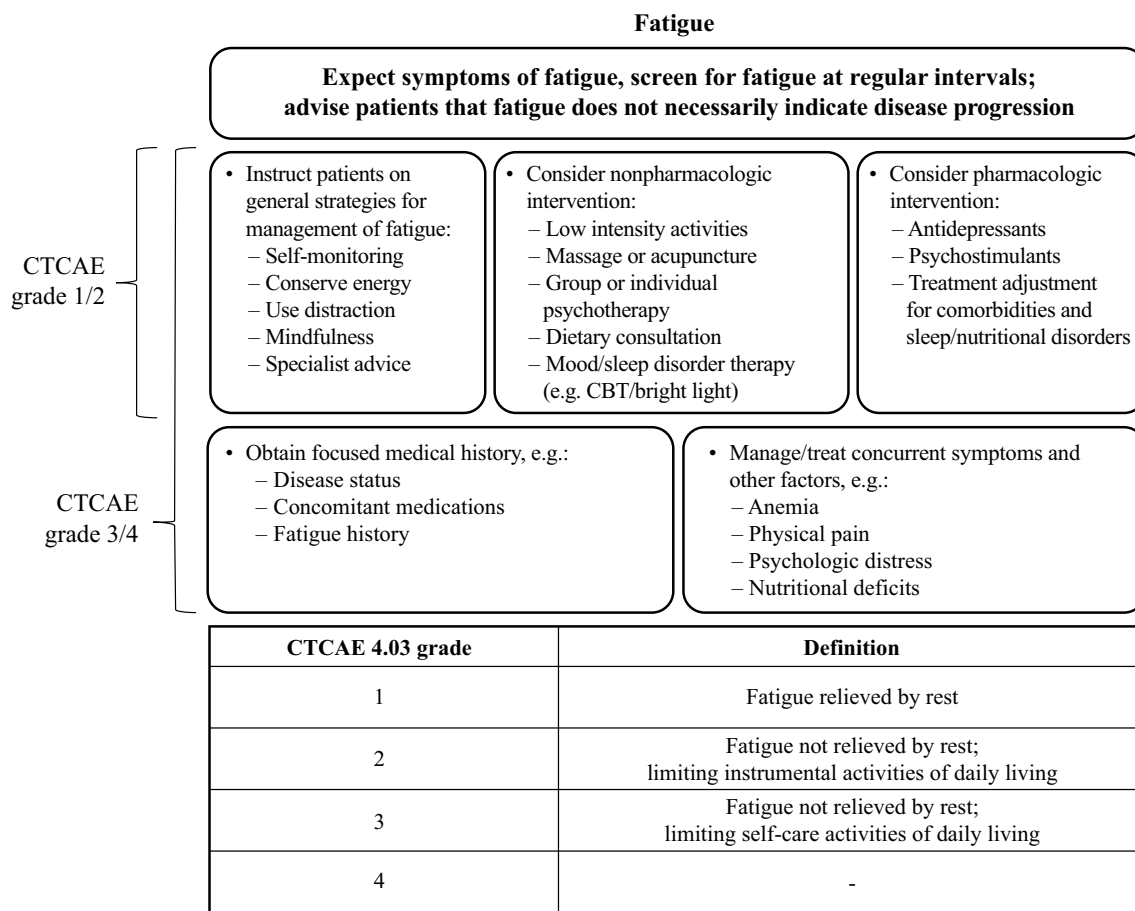 Fatigue
Expect symptoms of fatigue, screen for fatigue at regular intervals;
advise patients that fatigue does not necessarily indicate disease progression
CTCAE
grade 1/2
• Instruct patients on
general strategies for
management of fatigue:
– Self-monitoring
– Conserve energy
– Use distraction
– Mindfulness
– Specialist advice
• Consider nonpharmacologic
intervention:
– Low intensity activities
– Massage or acupuncture
– Group or individual
psychotherapy
– Dietary consultation
– Mood/sleep disorder therapy
(e.g. CBT/bright light)
• Consider pharmacologic
intervention:
– Antidepressants
– Psychostimulants
– Treatment adjustment
for comorbidities and
sleep/nutritional disorders
CTCAE
grade 3/4
• Obtain focused medical history, e.g.:
– Disease status
– Concomitant medications
– Fatigue history
• Manage/treat concurrent symptoms and
other factors, e.g.:
– Anemia
– Physical pain
– Psychologic distress
– Nutritional deficits
CTCAE 4.03 grade Definition
1 Fatigue relieved by rest
2 Fatigue not relieved by rest;
limiting instrumental activities of daily living
3 Fatigue not relieved by rest;
limiting self-care activities of daily living
4 -